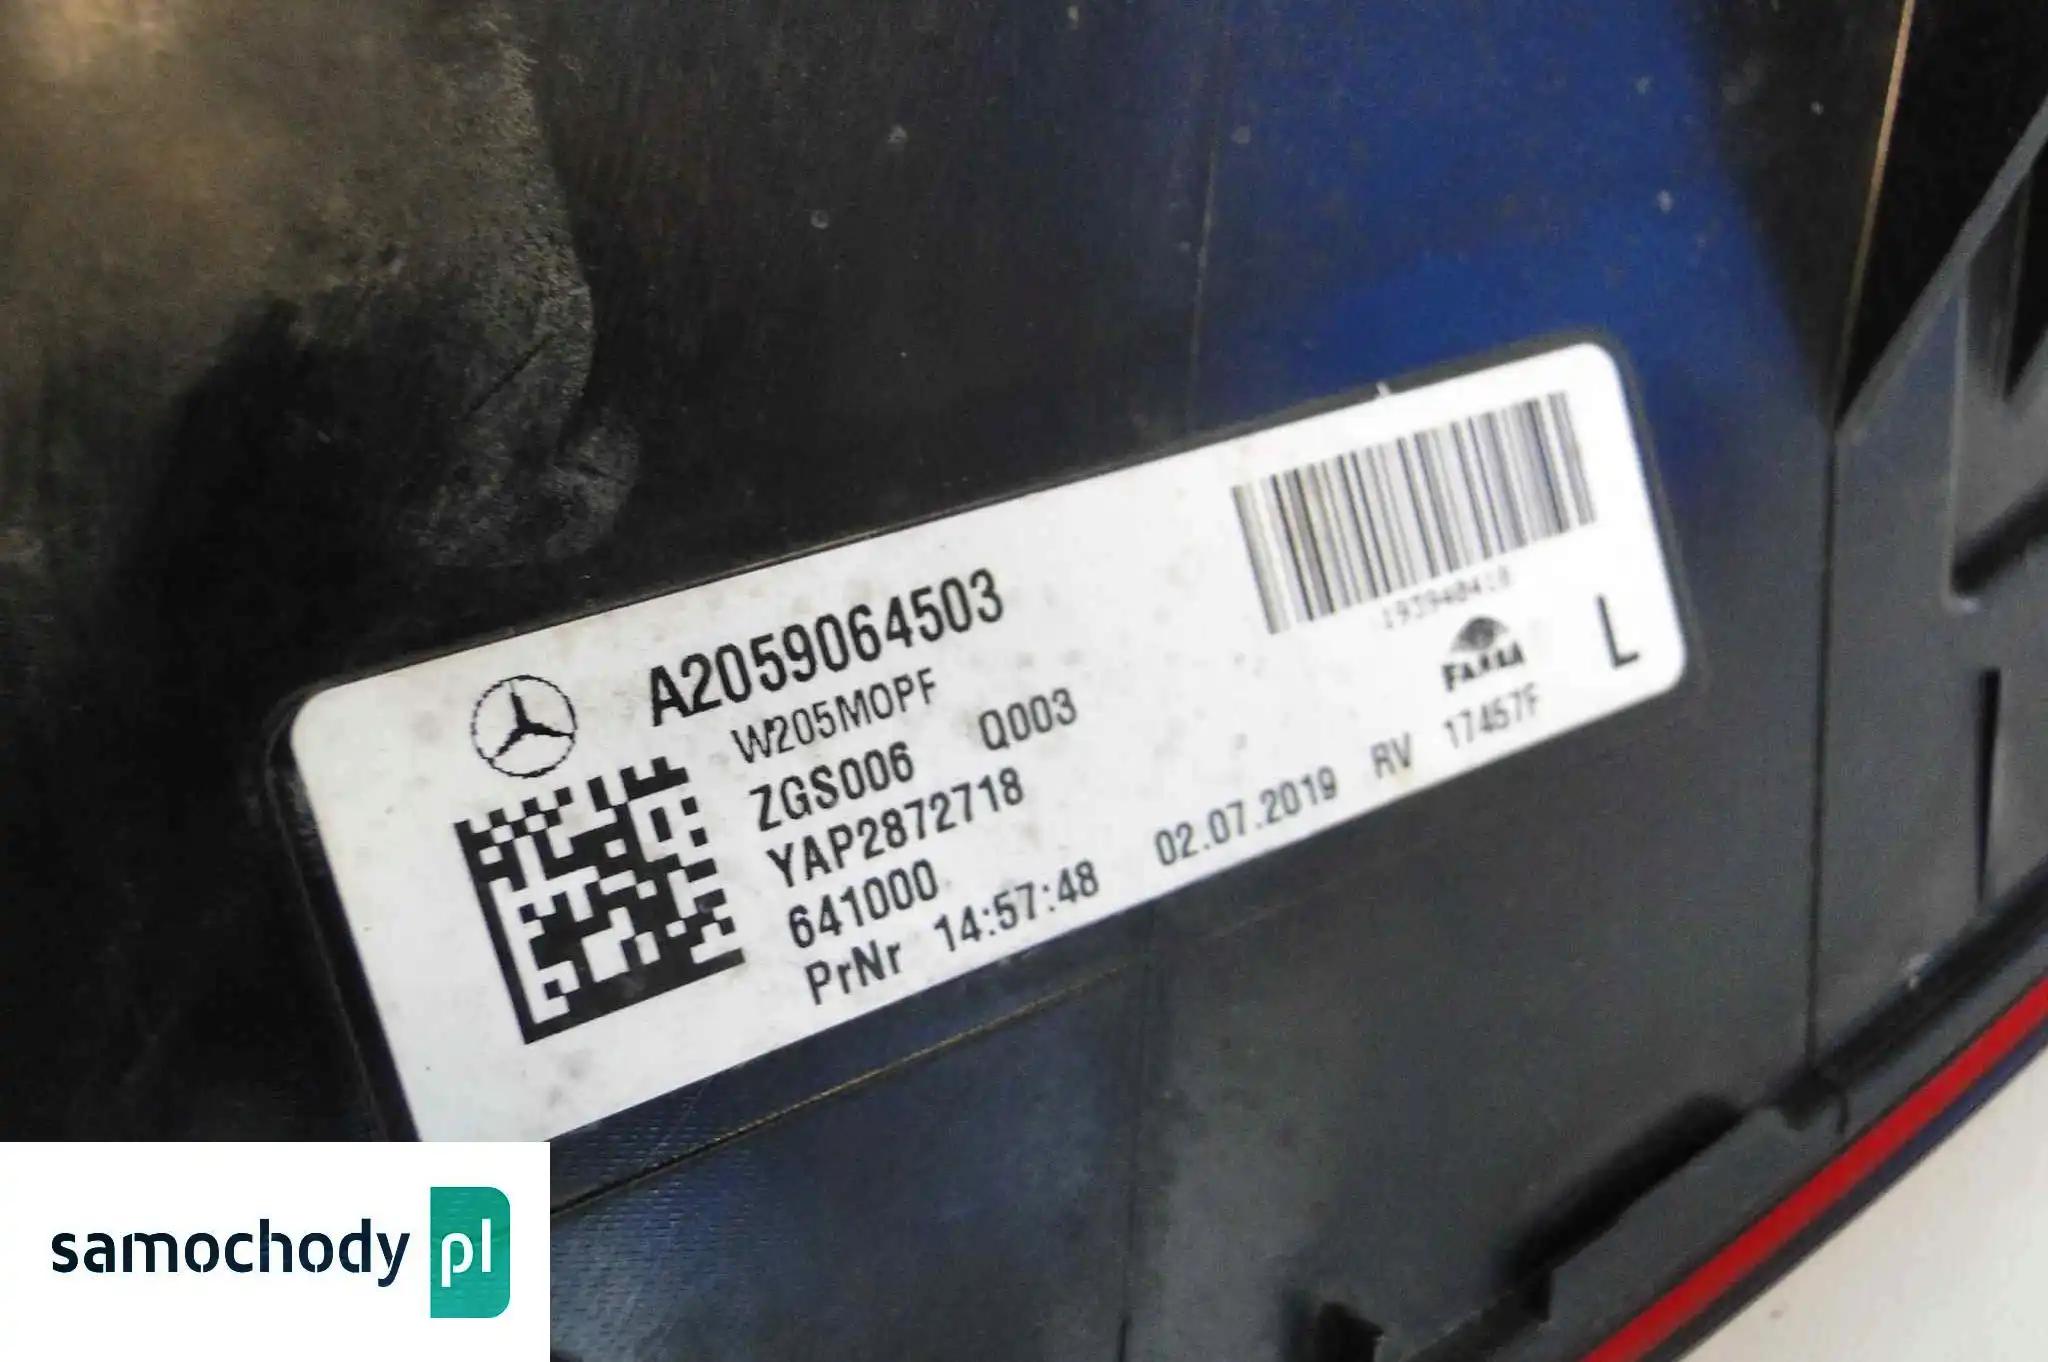 A2059064503
W205MOPF
ZGS006 Q003
YAP2872718
641000
PrNr 14:57:48 02.07.2019 RV 17457F
L
samochody pl